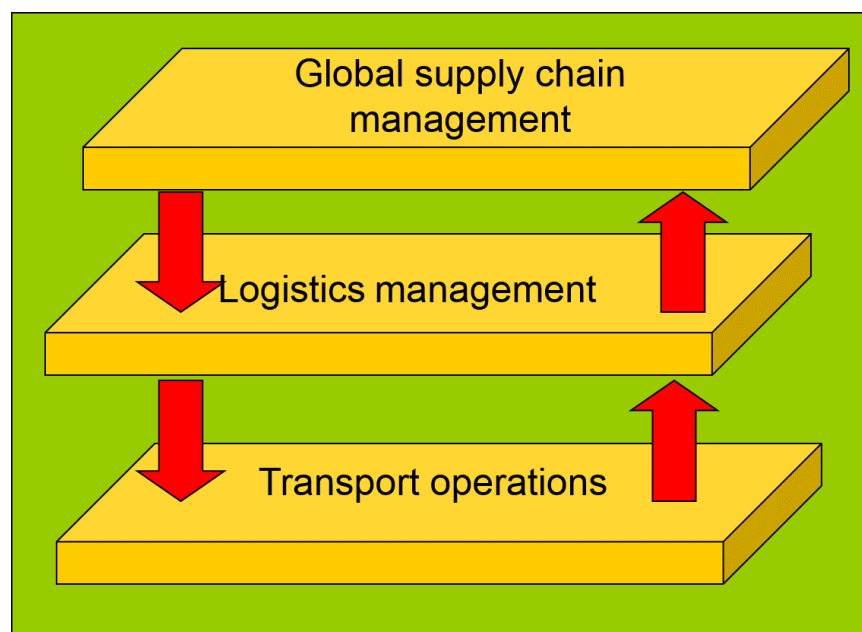 Global supply chain
management
Logistics management
Transport operations